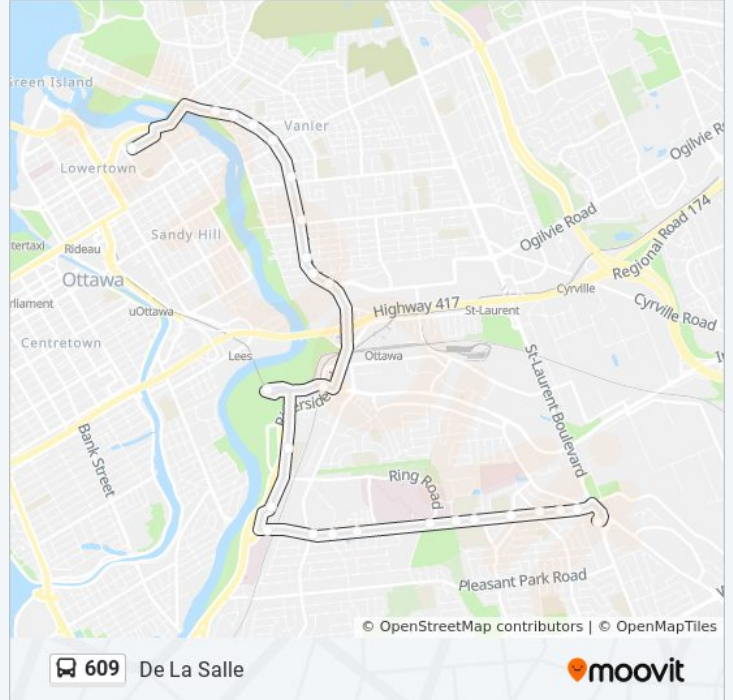 Green Island
Vanier
Ogilvie R
Lowertown
Sandy Hill
Ogilvie Road
Regional Road 174
tertaxl
Rideau
Ottawa
Cyrville
rliament
uOttawa
Highway 417
St-Laurent
Cyrville Road
Centretown
Lees
Ottawa
St-Laurent Boulevard
Riverside
Bank Street
Ring Road
Pleasant Park Road
© OpenStreetMap contributors | © OpenMapTiles
609 De La Salle
moovit